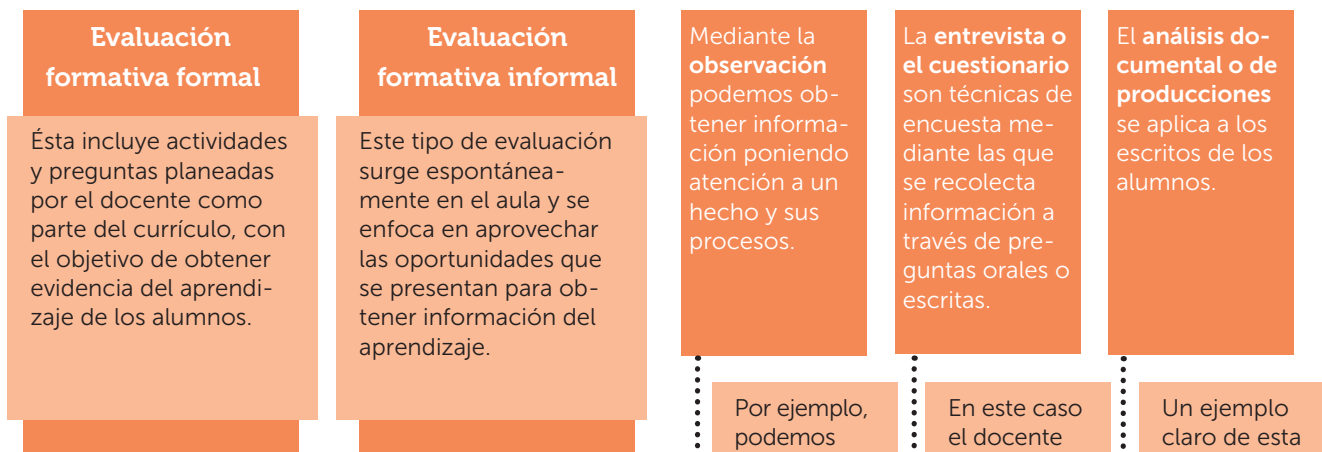 Evaluación
formativa formal
Ésta incluye actividades
y preguntas planeadas
por el docente como
parte del currículo, con
el objetivo de obtener
evidencia del aprendi-
zaje de los alumnos.
Evaluación
formativa informal
Este tipo de evaluación
surge espontánea-
mente en el aula y se
enfoca en aprovechar
las oportunidades que
se presentan para ob-
tener información del
aprendizaje.
Mediante la
observación
podemos ob-
tener informa-
ción poniendo
atención a un
hecho y sus
procesos.
Por ejemplo,
podemos
La entrevista o
el cuestionario
son técnicas de
encuesta me-
diante las que
se recolecta
información a
través de pre-
guntas orales o
escritas.
En este caso
el docente
El análisis do-
cumental o de
producciones
se aplica a los
escritos de los
alumnos.
Un ejemplo
claro de esta